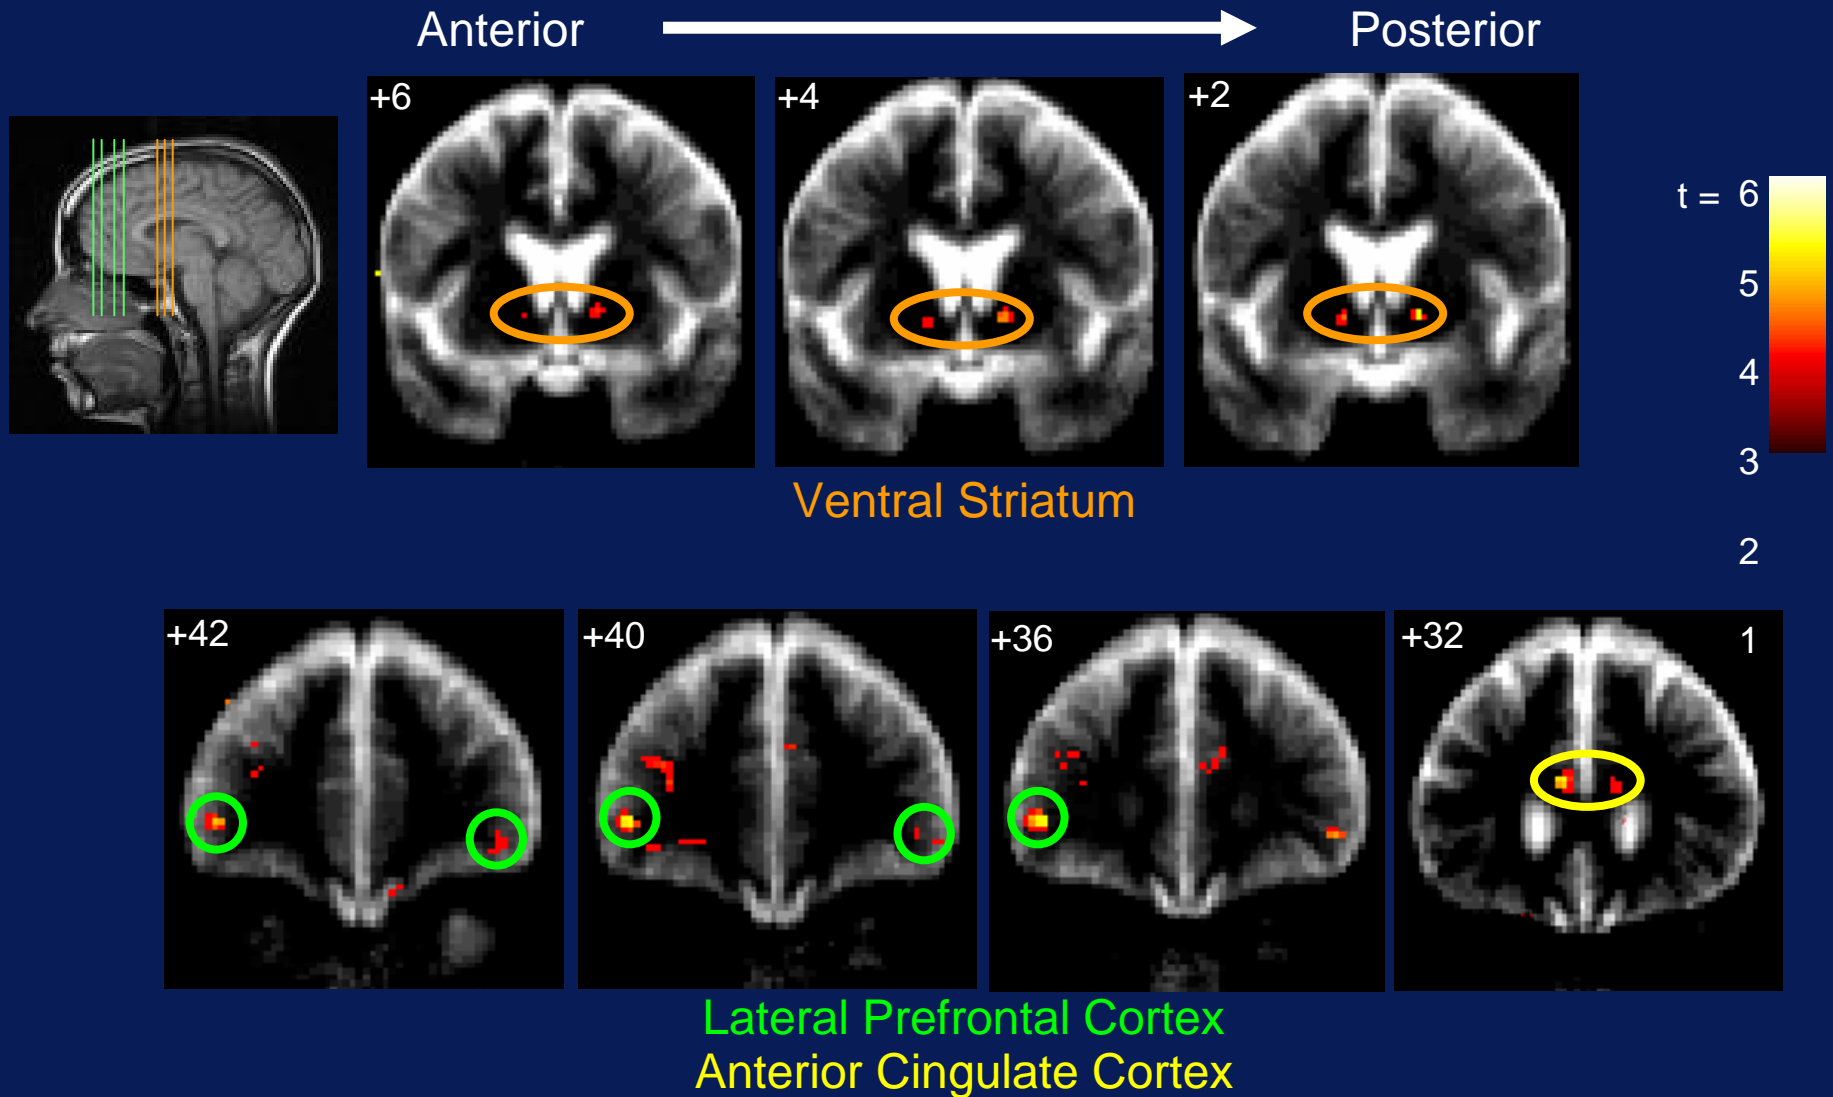 Anterior Posterior
+6 +4 +2
t = 6
5
4
3
Ventral Striatum
2
+42 +40 +36 +32 1
Lateral Prefrontal Cortex
Anterior Cingulate Cortex